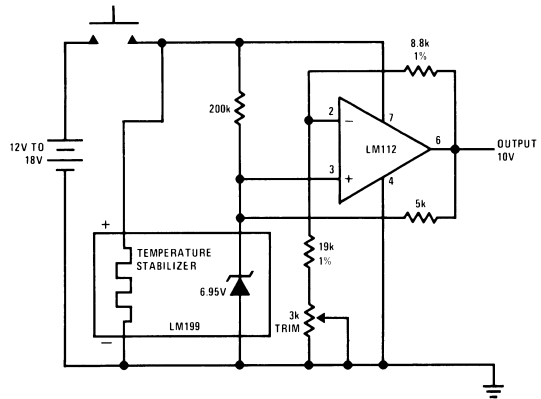 8.8k
1%
200k
2
7
6
LM112
OUTPUT
10V
12V TO
18V
3
4
5k
+
TEMPERATURE
STABILIZER
6.95V
LM199
19k
1%
3k
TRIM